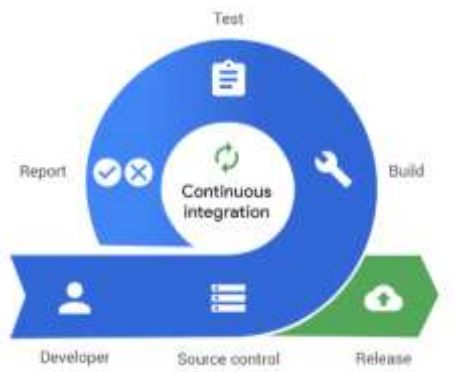 Test
Report
Continuous
integration
Build
Developer
Source control
Release